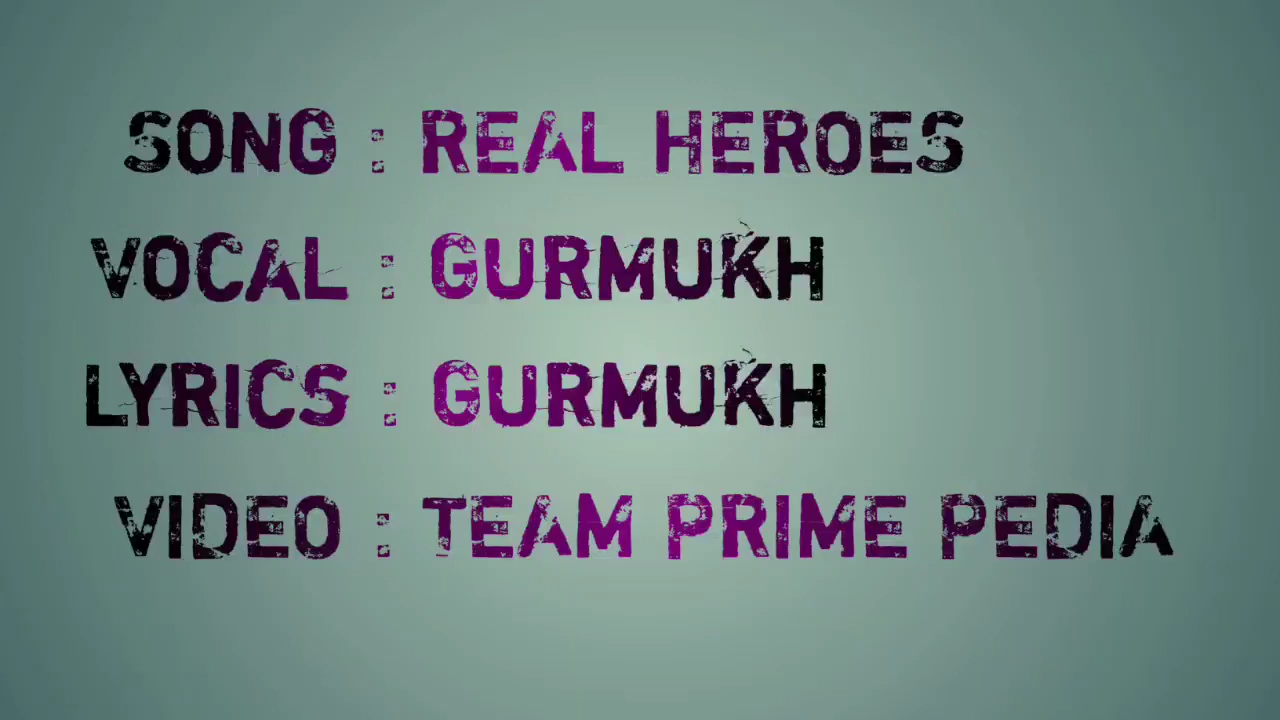 SONG : REAL HEROES
VOCAL : GURMUKH
LYRICS : GURMUKH
VIDEO : TEAM PRIME PEDIA